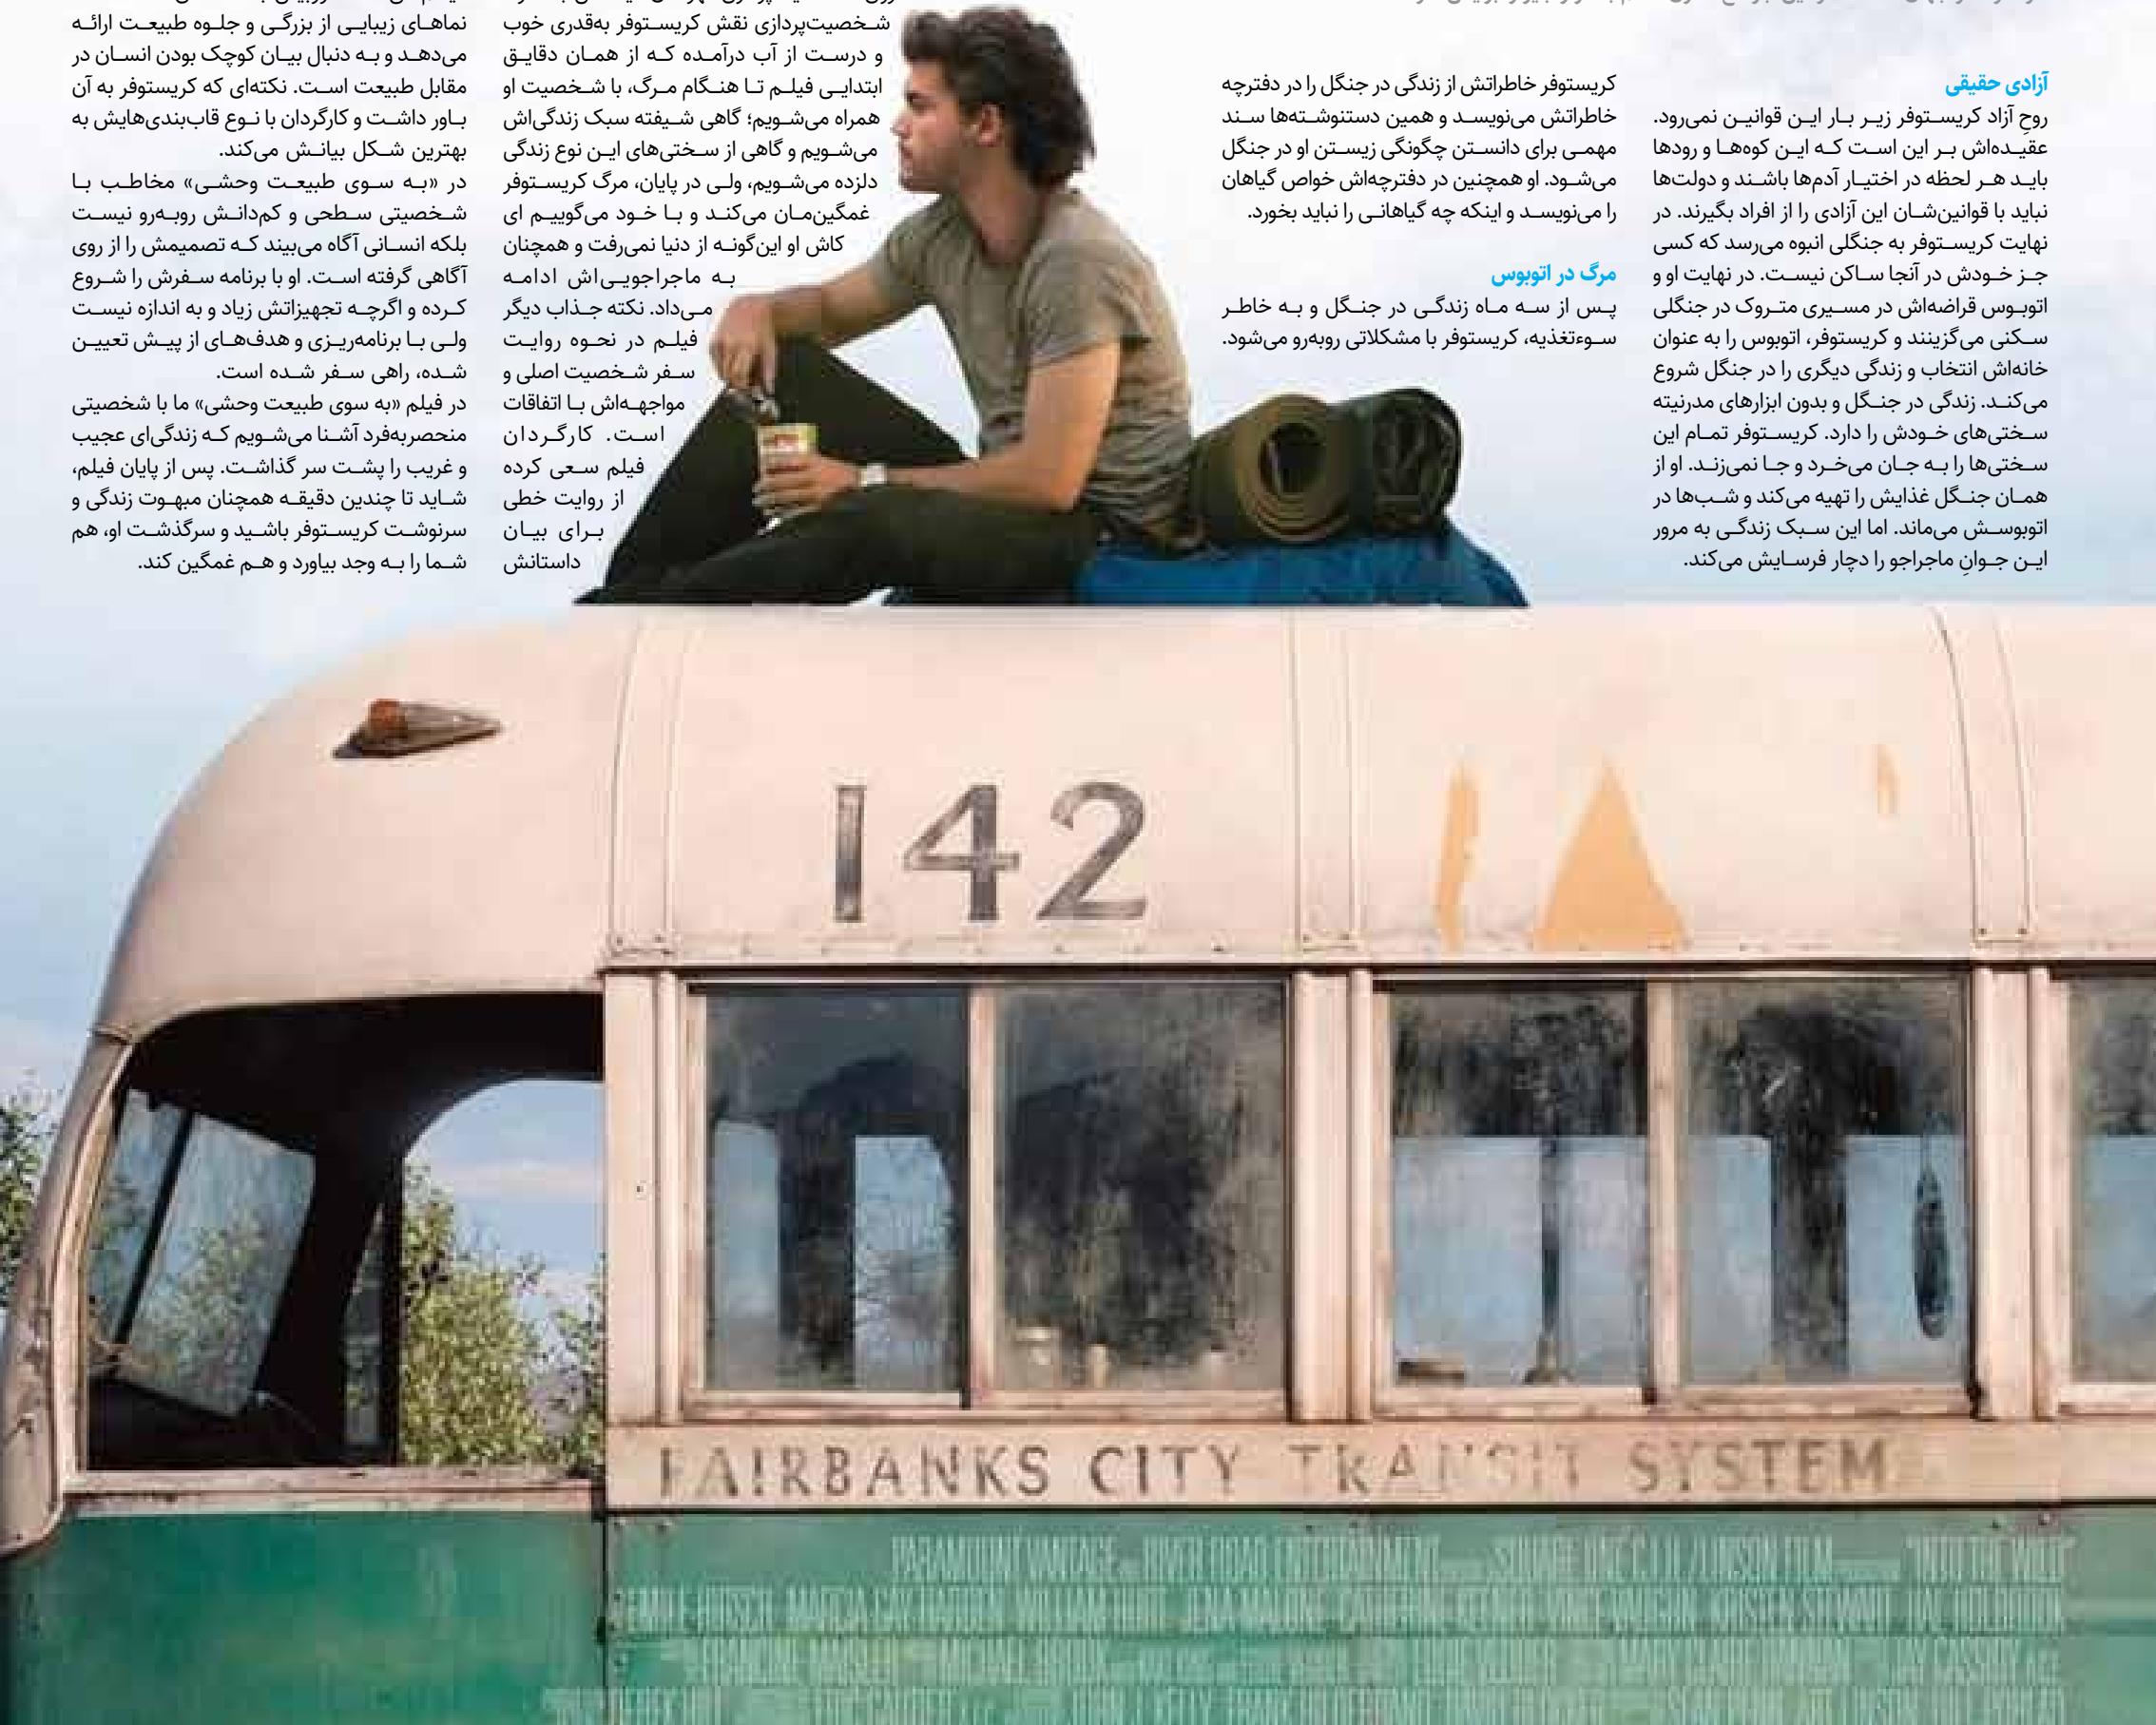 آزادی حقیقی
روحِ آزاد کریستوفر زیر بار این قوانین نمی‌رود.
عقیده‌اش بر این است که این کوه‌ها و رودها
باید هر لحظه در اختیار آدم‌ها باشند و دولت‌ها
نباید با قوانین‌شان این آزادی را از افراد بگیرند. در
نهایت کریستوفر به جنگلی انبوه می‌رسد که کسی
جز خودش در آنجا ساکن نیست. در نهایت او و
اتوبوس قراضه‌اش در مسیری متروک در جنگلی
سکنی می‌گزینند و کریستوفر، اتوبوس را به عنوان
خانه‌اش انتخاب و زندگی دیگری را در جنگل شروع
می‌کند. زندگی در جنگل و بدون ابزارهای مدرنیته
سختی‌های خودش را دارد. کریستوفر تمام این
سختی‌ها را به جان می‌خرد و جا نمی‌زند. او از
همان جنگل غذایش را تهیه می‌کند و شب‌ها در
اتوبوسش می‌ماند. اما این سبک زندگی به مرور
این جوانِ ماجراجو را دچار فرسایش می‌کند.
کریستوفر خاطراتش از زندگی در جنگل را در دفترچه
خاطراتش می‌نویسد و همین دستنوشته‌ها سند
مهمی برای دانستن چگونگی زیستن او در جنگل
می‌شود. او همچنین در دفترچه‌اش خواص گیاهان
را می‌نویسد و اینکه چه گیاهانی را نباید بخورد.
مرگ در اتوبوس
پس از سه ماه زندگی در جنگل و به خاطر
سوءتغذیه، کریستوفر با مشکلاتی روبه‌رو می‌شود.
شخصیت‌پردازی نقش کریستوفر به‌قدری خوب
و درست از آب درآمده که از همان دقایق
ابتدایی فیلم تا هنگام مرگ، با شخصیت او
همراه می‌شویم؛ گاهی شیفته سبک زندگی‌اش
می‌شویم و گاهی از سختی‌های این نوع زندگی
دلزده می‌شویم، ولی در پایان، مرگ کریستوفر
غمگین‌مان می‌کند و با خود می‌گوییم ای
کاش او این‌گونه از دنیا نمی‌رفت و همچنان
به ماجراجویی‌اش ادامه
می‌داد. نکته جذاب دیگر
فیلم در نحوه روایت
سفر شخصیت اصلی و
مواجهه‌اش با اتفاقات
است. کارگردان
فیلم سعی کرده
از روایت خطی
برای بیان
داستانش
نماهای زیبایی از بزرگی و جلوه طبیعت ارائه
می‌دهد و به دنبال بیان کوچک بودن انسان در
مقابل طبیعت است. نکته‌ای که کریستوفر به آن
باور داشت و کارگردان با نوع قاب‌بندی‌هایش به
بهترین شکل بیانش می‌کند.
در «به سوی طبیعت وحشی» مخاطب با
شخصیتی سطحی و کم‌دانش روبه‌رو نیست
بلکه انسانی آگاه می‌بیند که تصمیمش را از روی
آگاهی گرفته است. او با برنامه سفرش را شروع
کرده و اگرچه تجهیزاتش زیاد و به اندازه نیست
ولی با برنامه‌ریزی و هدف‌های از پیش تعیین
شده، راهی سفر شده است.
در فیلم «به سوی طبیعت وحشی» ما با شخصیتی
منحصربه‌فرد آشنا می‌شویم که زندگی‌ای عجیب
و غریب را پشت سر گذاشت. پس از پایان فیلم،
شاید تا چندین دقیقه همچنان مبهوت زندگی و
سرنوشت کریستوفر باشید و سرگذشت او، هم
شما را به وجد بیاورد و هم غمگین کند.
142
FAIRBANKS CITY TRANSIT SYSTEM
PARAMOUNT VANTAGE RIVER ROAD ENTERTAINMENT